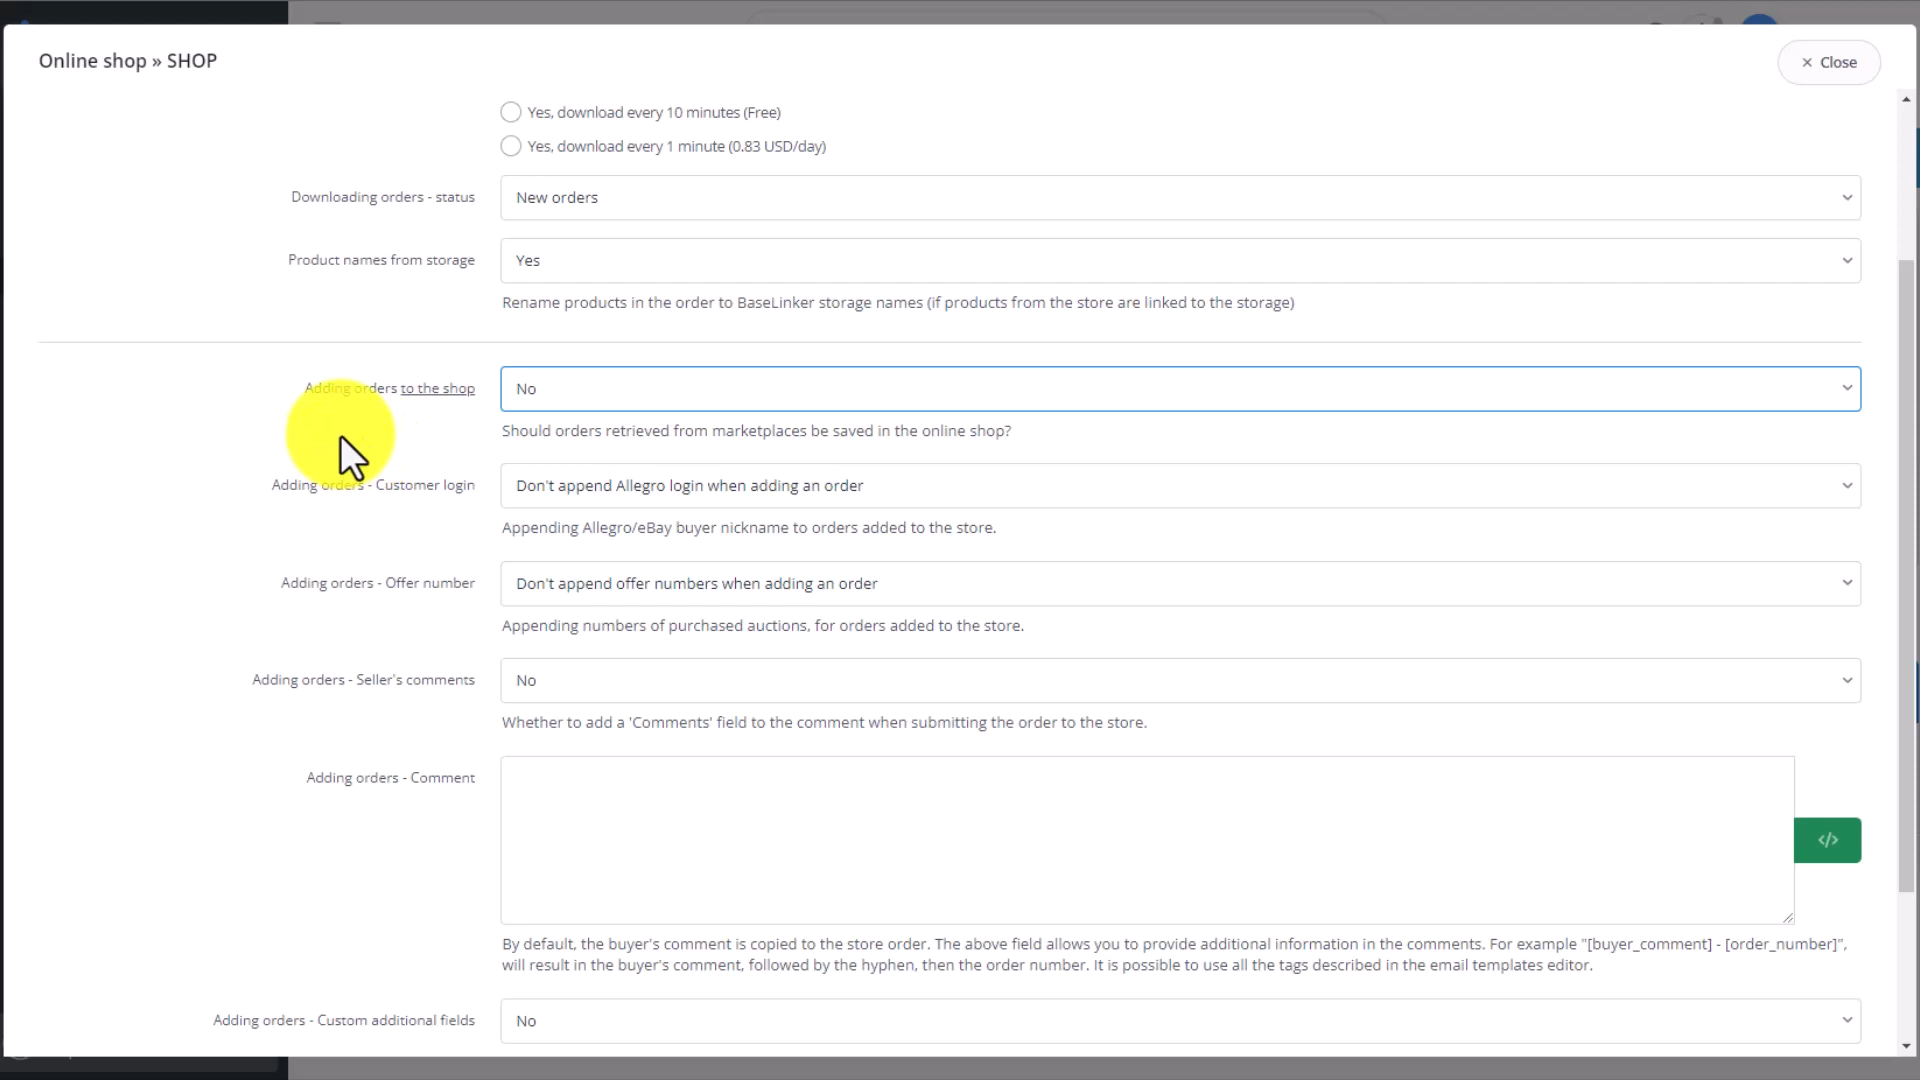 Online shop » SHOP
× Close
Yes, download every 10 minutes (Free)
Yes, download every 1 minute (0.83 USD/day)
Downloading orders - status
New orders
Product names from storage
Yes
Rename products in the order to BaseLinker storage names (if products from the store are linked to the storage)
Adding orders to the shop
No
Should orders retrieved from marketplaces be saved in the online shop?
Adding orders - Customer login
Don't append Allegro login when adding an order
Appending Allegro/eBay buyer nickname to orders added to the store.
Adding orders - Offer number
Don't append offer numbers when adding an order
Appending numbers of purchased auctions, for orders added to the store.
Adding orders - Seller's comments
No
Whether to add a 'Comments' field to the comment when submitting the order to the store.
Adding orders - Comment
</>
By default, the buyer's comment is copied to the store order. The above field allows you to provide additional information in the comments. For example "[buyer_comment] - [order_number]",
will result in the buyer's comment, followed by the hyphen, then the order number. It is possible to use all the tags described in the email templates editor.
Adding orders - Custom additional fields
No